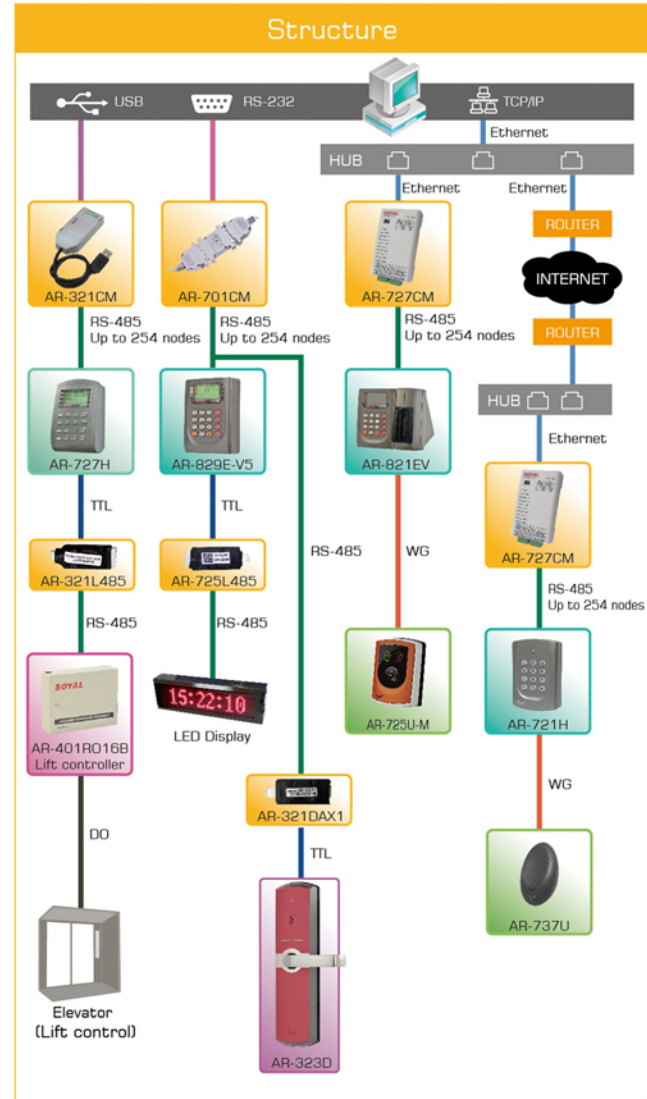 Structure
USB
RS-232
TCP/IP
Ethernet
HUB
Ethernet
Ethernet
ROUTER
INTERNET
ROUTER
AR-321CM
AR-701CM
AR-727CM
RS-485
Up to 254 nodes
RS-485
Up to 254 nodes
RS-485
Up to 254 nodes
HUB
Ethernet
AR-727H
AR-829E-V5
AR-821EV
AR-727CM
TTL
TTL
RS-485
WG
AR-321L485
AR-725L485
RS-485
Up to 254 nodes
RS-485
RS-485
SOYAL
AR-401RO16B
Lift controller
15:22:10
LED Display
AR-725U-M
AR-721H
DO
AR-321DAX1
TTL
WG
AR-737U
Elevator
(Lift control)
AR-323D